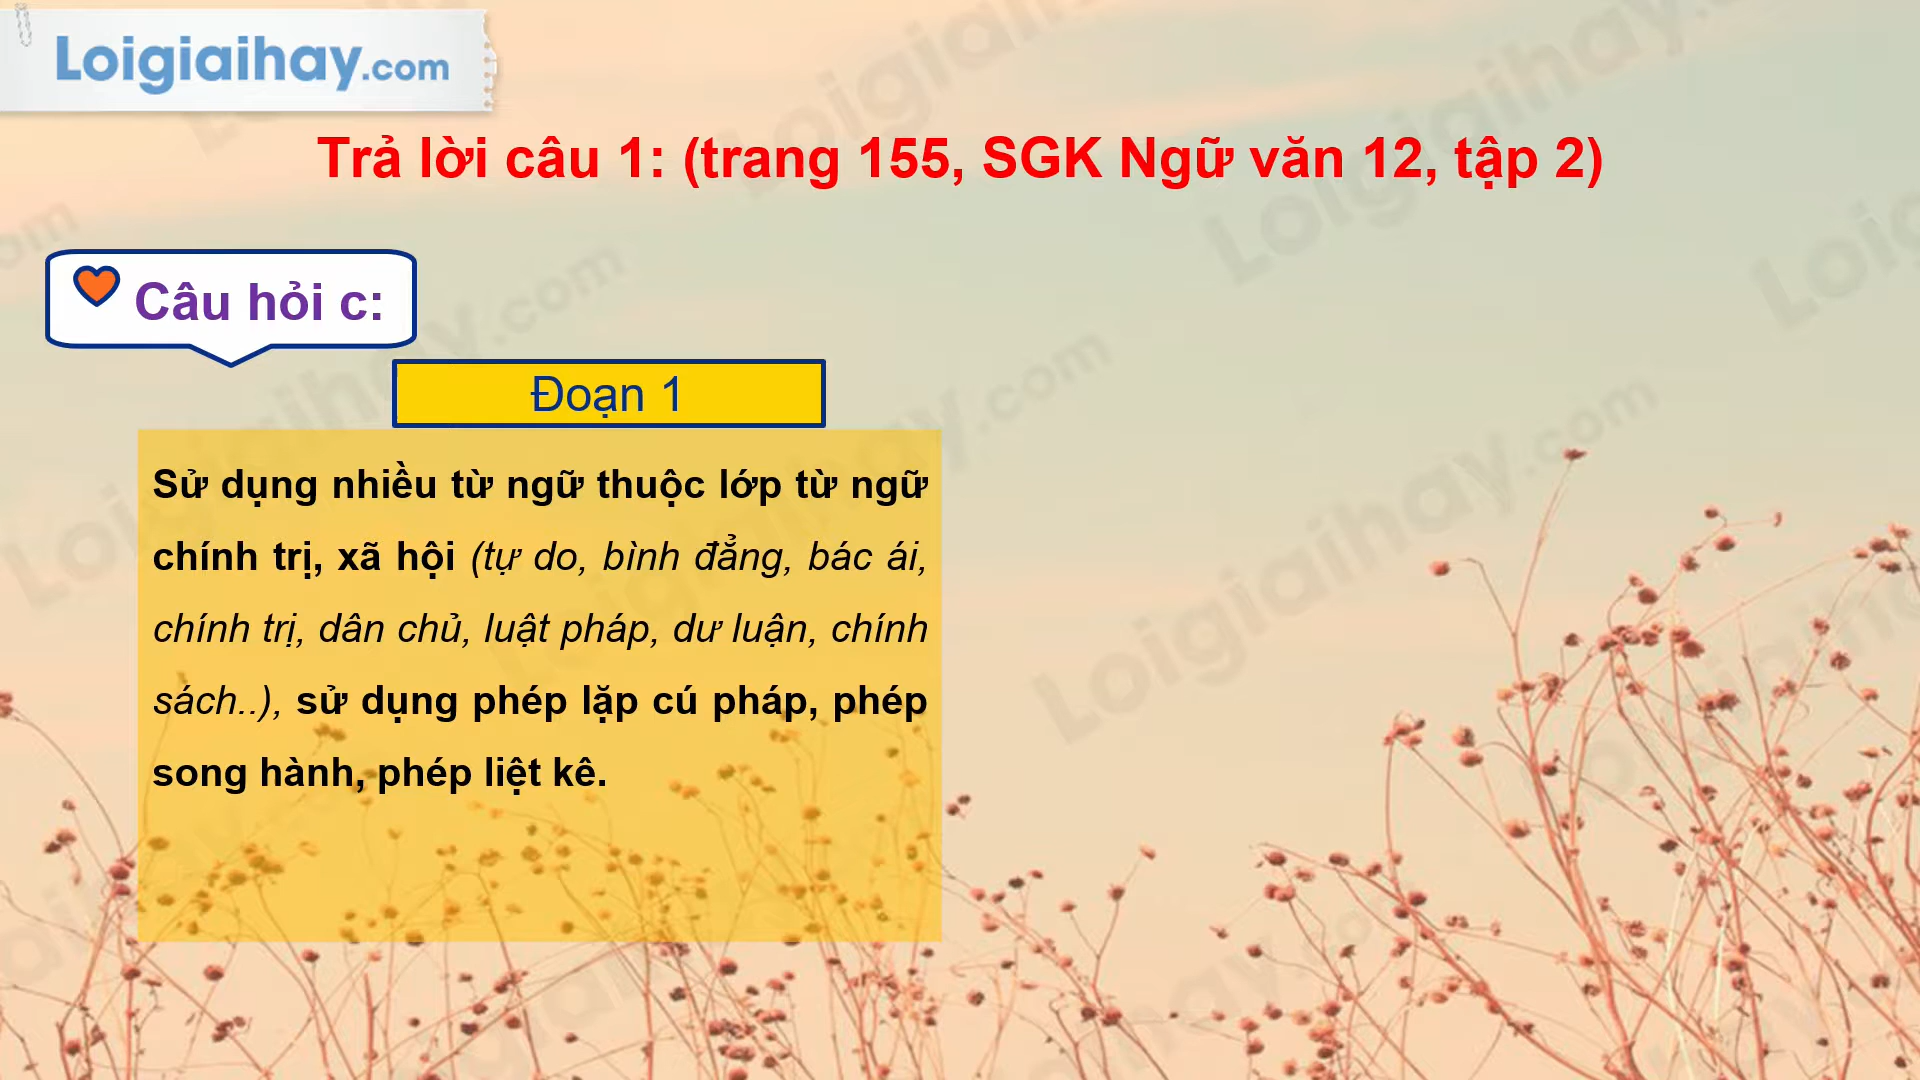 Loigiaihay.com
Trả lời câu 1: (trang 155, SGK Ngữ văn 12, tập 2)
Câu hỏi c:
Đoạn 1
Sử dụng nhiều từ ngữ thuộc lớp từ ngữ
chính trị, xã hội (tự do, bình đẳng, bác ái,
chính trị, dân chủ, luật pháp, dư luận, chính
sách..), sử dụng phép lặp cú pháp, phép
song hành, phép liệt kê.